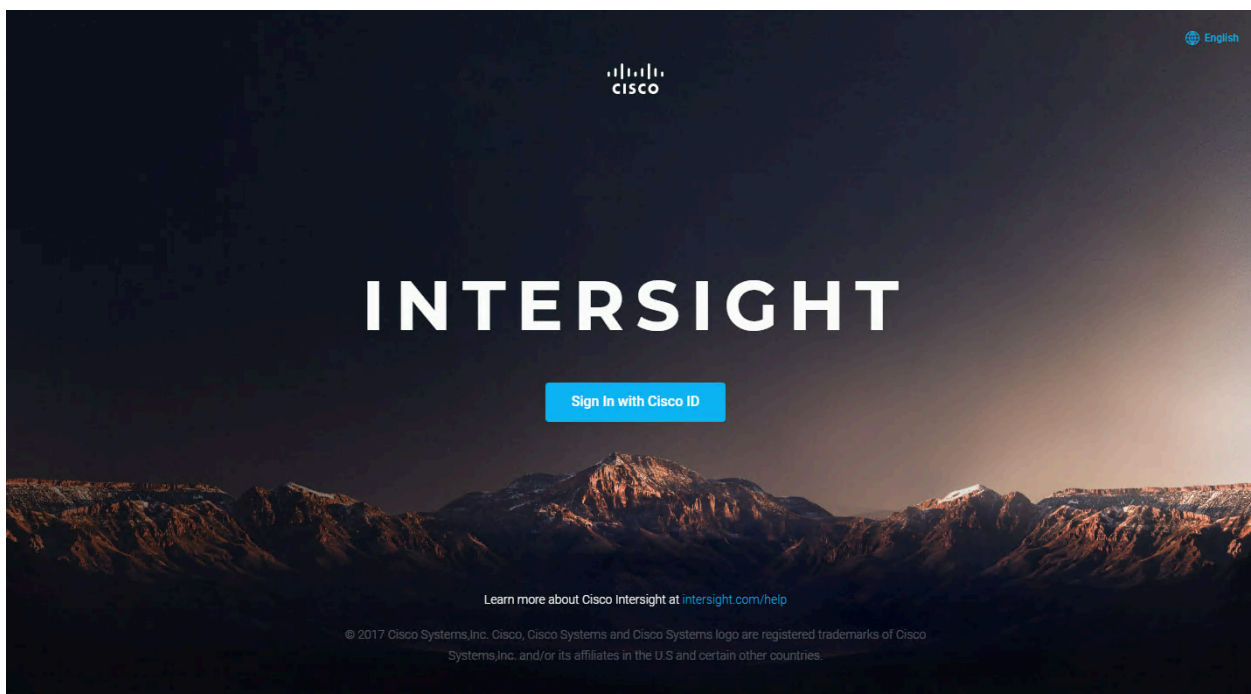 English
CISCO
INTERSIGHT
Sign In with Cisco ID
Learn more about Cisco Intersight at intersight.com/help
© 2017 Cisco Systems,Inc. Cisco, Cisco Systems and Cisco Systems logo are registered trademarks of Cisco
Systems,Inc. and/or its affiliates in the U.S and certain other countries.